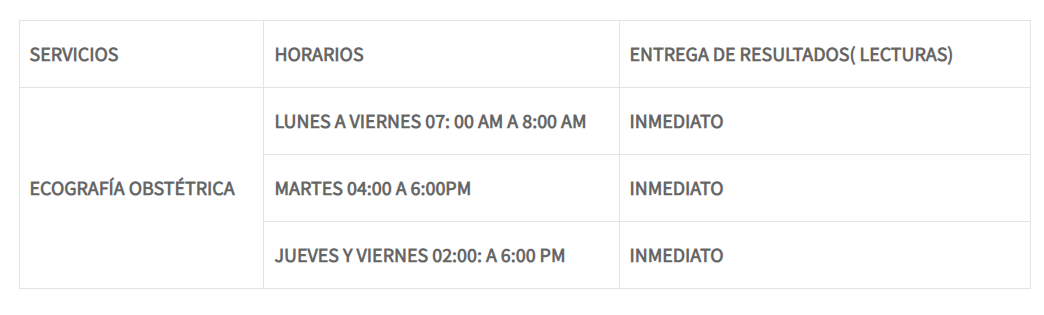 SERVICIOS HORARIOS ENTREGA DE RESULTADOS( LECTURAS)
LUNES A VIERNES 07: 00 AM A 8:00 AM INMEDIATO
ECOGRAFÍA OBSTÉTRICA MARTES 04:00 A 6:00PM INMEDIATO
JUEVES Y VIERNES 02:00: A 6:00 PM INMEDIATO